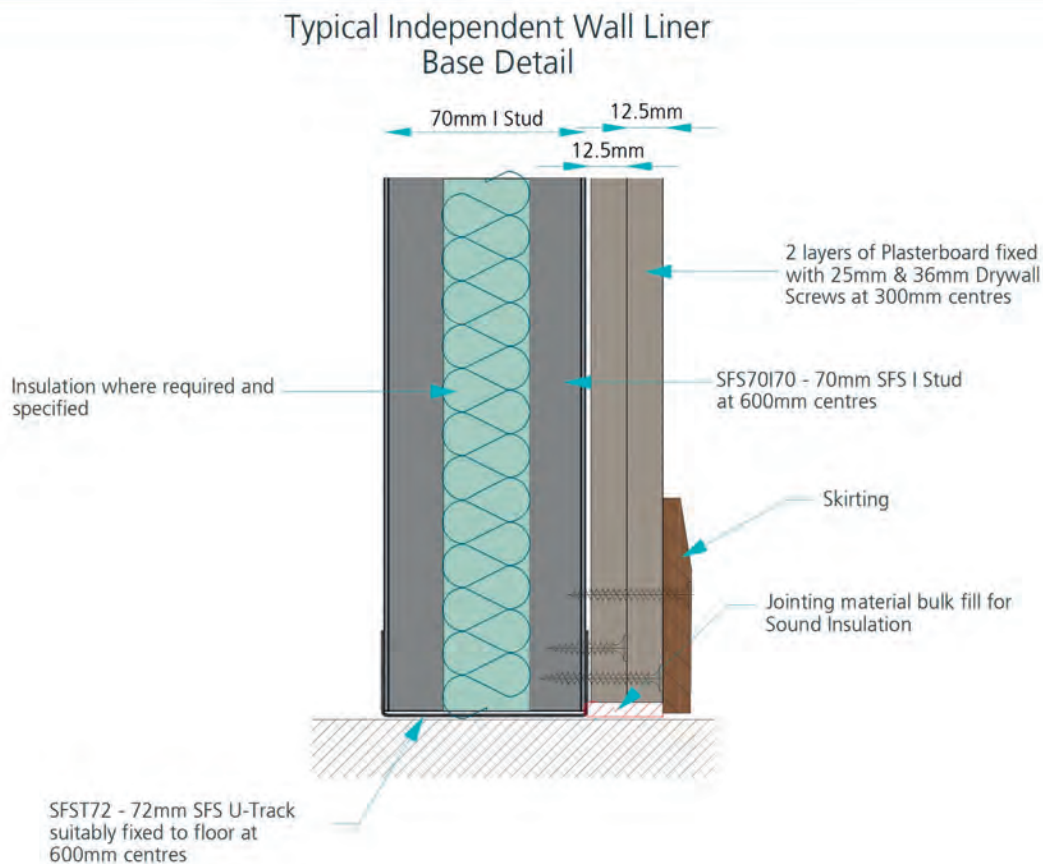 Typical Independent Wall Liner
Base Detail
70mm I Stud
12.5mm
12.5mm
2 layers of Plasterboard fixed
with 25mm & 36mm Drywall
Screws at 300mm centres
Insulation where required and
specified
SFS70I70 - 70mm SFS I Stud
at 600mm centres
Skirting
Jointing material bulk fill for
Sound Insulation
SFST72 - 72mm SFS U-Track
suitably fixed to floor at
600mm centres